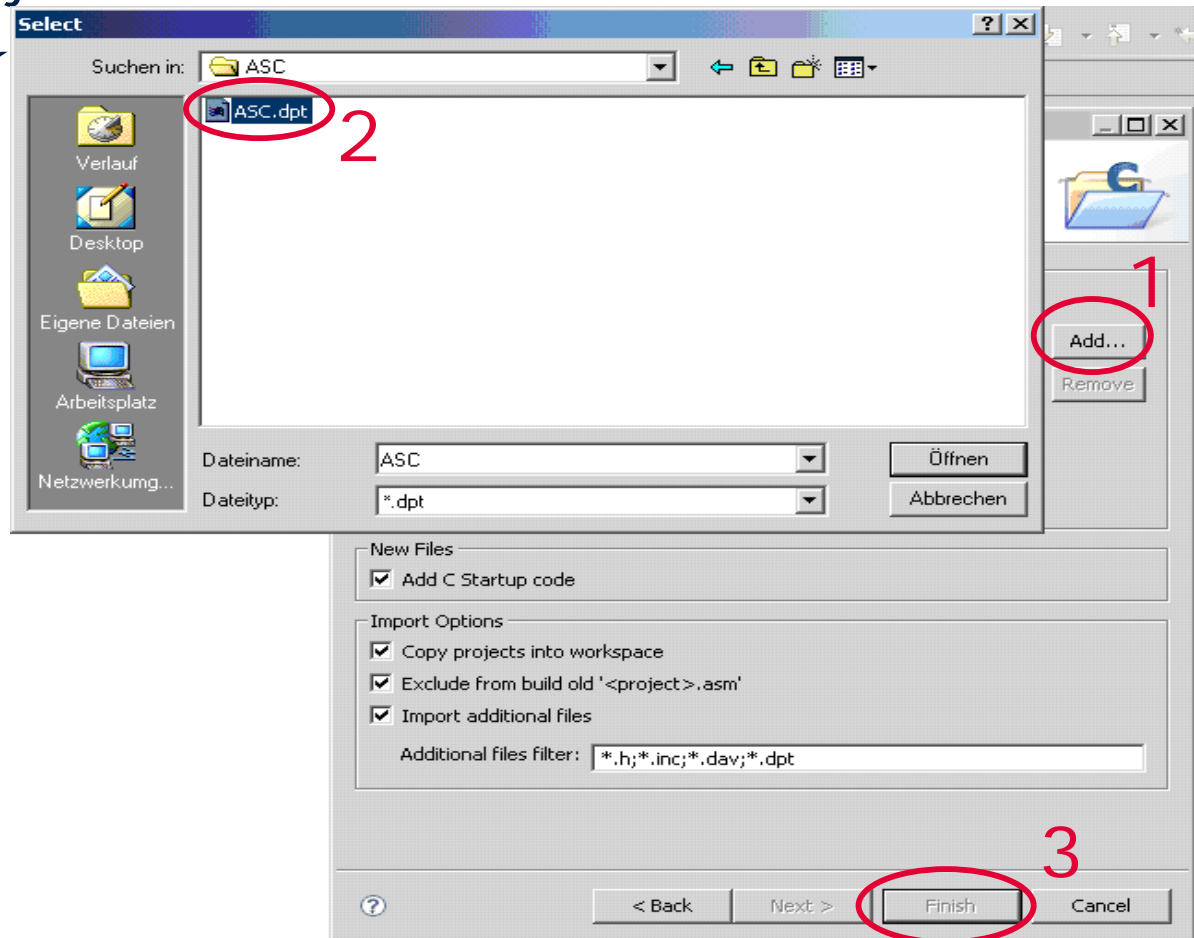 Select
Suchen in: ASC
ASC.dpt
2
Verlauf
Desktop
Eigene Dateien
Arbeitsplatz
Netzwerkumg...
Dateiname: ASC Öffnen
Dateityp: *.dpt Abbrechen
1
Add...
Remove
New Files
Add C Startup code
Import Options
Copy projects into workspace
Exclude from build old '<project>.asm'
Import additional files
Additional files filter: *.h;*.inc;*.dav;*.dpt
3
< Back Next > Finish Cancel